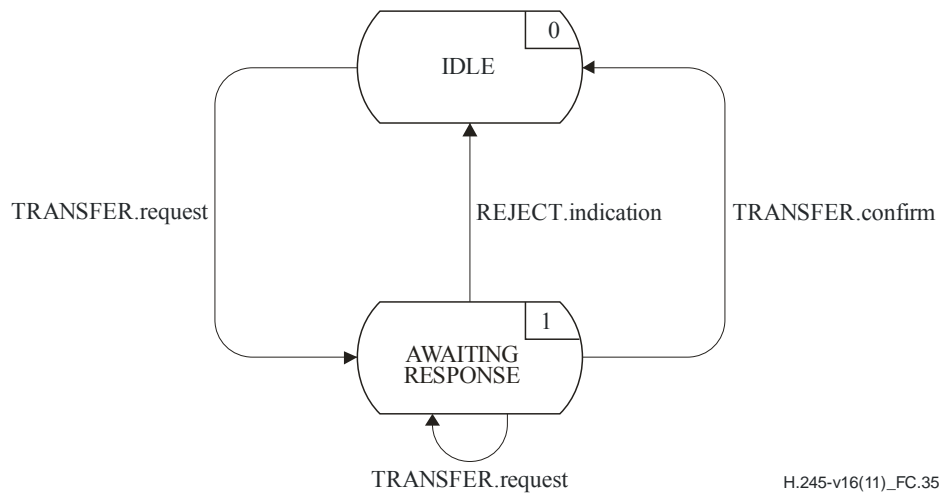 0
IDLE
TRANSFER.request
REJECT.indication
TRANSFER.confirm
1
AWAITING
RESPONSE
TRANSFER.request
H.245-v16(11)_FC.35